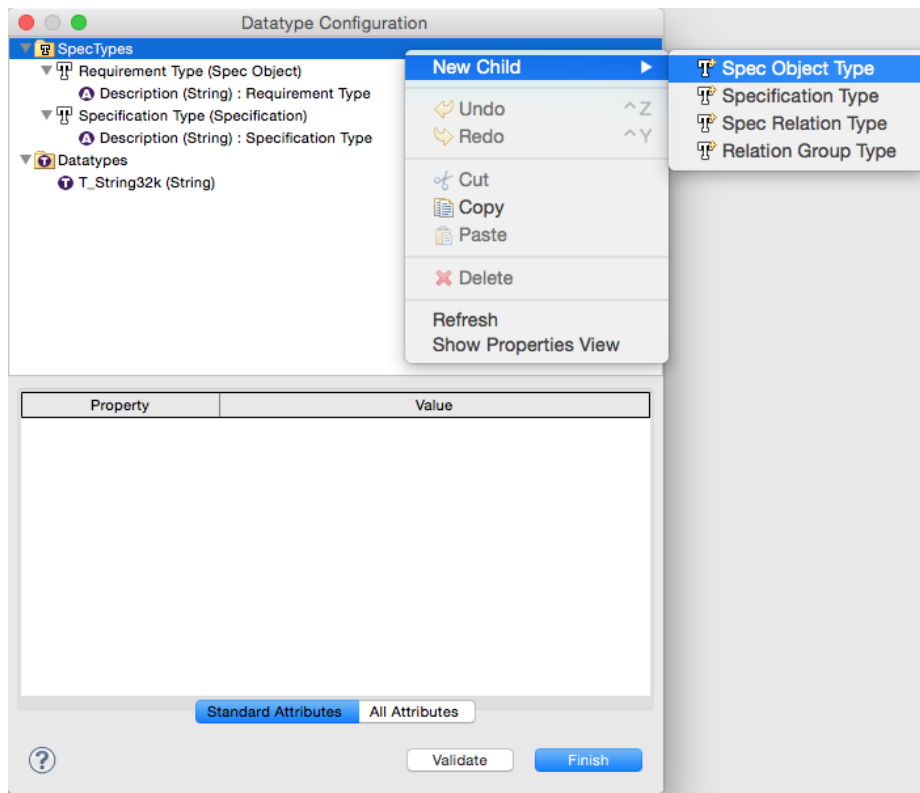 Datatype Configuration
SpecTypes
Requirement Type (Spec Object)
Description (String) : Requirement Type
Specification Type (Specification)
Description (String) : Specification Type
Datatypes
T_String32k (String)
New Child
Undo ^Z
Redo ^Y
Cut
Copy
Paste
Delete
Refresh
Show Properties View
Spec Object Type
Specification Type
Spec Relation Type
Relation Group Type
Property Value
Standard Attributes All Attributes
? Validate Finish